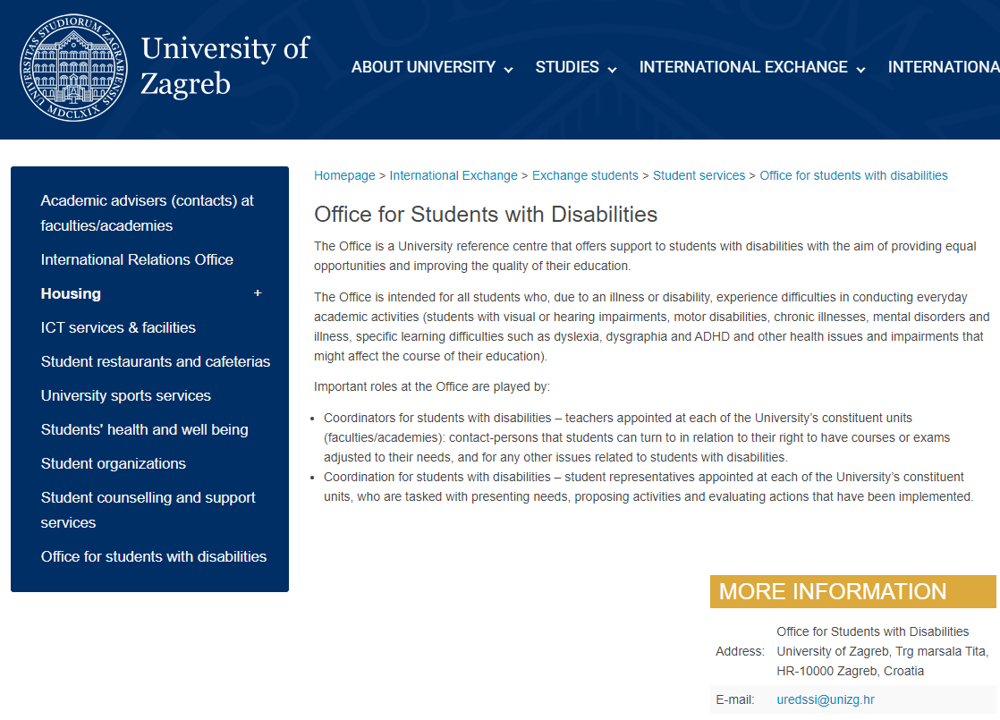 UNIVERSITAS STUDIORUM ZAGRABIENSIS MDCLXIX
University of
Zagreb
ABOUT UNIVERSITY
STUDIES
INTERNATIONAL EXCHANGE
INTERNATIONA
Academic advisers (contacts) at
faculties/academies
International Relations Office
Housing +
ICT services & facilities
Student restaurants and cafeterias
University sports services
Students' health and well being
Student organizations
Student counselling and support
services
Office for students with disabilities
Homepage > International Exchange > Exchange students > Student services > Office for students with disabilities
Office for Students with Disabilities
The Office is a University reference centre that offers support to students with disabilities with the aim of providing equal
opportunities and improving the quality of their education.
The Office is intended for all students who, due to an illness or disability, experience difficulties in conducting everyday
academic activities (students with visual or hearing impairments, motor disabilities, chronic illnesses, mental disorders and
illness, specific learning difficulties such as dyslexia, dysgraphia and ADHD and other health issues and impairments that
might affect the course of their education).
Important roles at the Office are played by:
• Coordinators for students with disabilities – teachers appointed at each of the University’s constituent units
(faculties/academies): contact-persons that students can turn to in relation to their right to have courses or exams
adjusted to their needs, and for any other issues related to students with disabilities.
• Coordination for students with disabilities – student representatives appointed at each of the University’s constituent
units, who are tasked with presenting needs, proposing activities and evaluating actions that have been implemented.
MORE INFORMATION
Office for Students with Disabilities
Address: University of Zagreb, Trg marsala Tita,
HR-10000 Zagreb, Croatia
E-mail: uredssi@unizg.hr